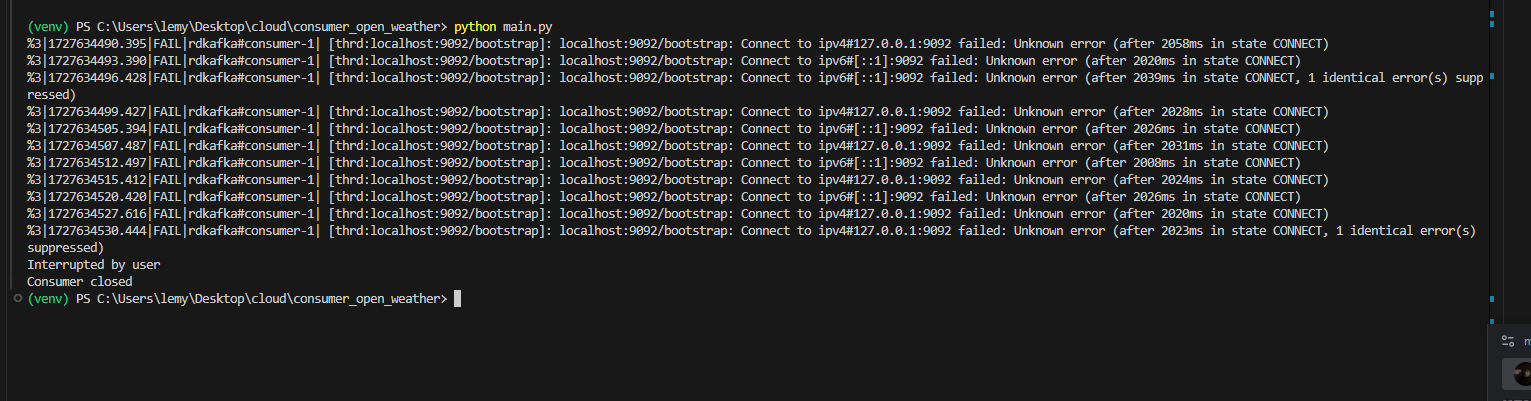 (venv) PS C:\Users\lemy\Desktop\cloud\consumer_open_weather> python main.py
%3|1727634490.395|FAIL|rdkafka#consumer-1| [thrd:localhost:9092/bootstrap]: localhost:9092/bootstrap: Connect to ipv4#127.0.0.1:9092 failed: Unknown error (after 2058ms in state CONNECT)
%3|1727634493.390|FAIL|rdkafka#consumer-1| [thrd:localhost:9092/bootstrap]: localhost:9092/bootstrap: Connect to ipv6#[::1]:9092 failed: Unknown error (after 2020ms in state CONNECT)
%3|1727634496.428|FAIL|rdkafka#consumer-1| [thrd:localhost:9092/bootstrap]: localhost:9092/bootstrap: Connect to ipv6#[::1]:9092 failed: Unknown error (after 2039ms in state CONNECT, 1 identical error(s) supp
ressed)
%3|1727634499.427|FAIL|rdkafka#consumer-1| [thrd:localhost:9092/bootstrap]: localhost:9092/bootstrap: Connect to ipv4#127.0.0.1:9092 failed: Unknown error (after 2028ms in state CONNECT)
%3|1727634505.394|FAIL|rdkafka#consumer-1| [thrd:localhost:9092/bootstrap]: localhost:9092/bootstrap: Connect to ipv6#[::1]:9092 failed: Unknown error (after 2026ms in state CONNECT)
%3|1727634507.487|FAIL|rdkafka#consumer-1| [thrd:localhost:9092/bootstrap]: localhost:9092/bootstrap: Connect to ipv4#127.0.0.1:9092 failed: Unknown error (after 2031ms in state CONNECT)
%3|1727634512.497|FAIL|rdkafka#consumer-1| [thrd:localhost:9092/bootstrap]: localhost:9092/bootstrap: Connect to ipv6#[::1]:9092 failed: Unknown error (after 2008ms in state CONNECT)
%3|1727634515.412|FAIL|rdkafka#consumer-1| [thrd:localhost:9092/bootstrap]: localhost:9092/bootstrap: Connect to ipv4#127.0.0.1:9092 failed: Unknown error (after 2024ms in state CONNECT)
%3|1727634520.420|FAIL|rdkafka#consumer-1| [thrd:localhost:9092/bootstrap]: localhost:9092/bootstrap: Connect to ipv6#[::1]:9092 failed: Unknown error (after 2026ms in state CONNECT)
%3|1727634527.616|FAIL|rdkafka#consumer-1| [thrd:localhost:9092/bootstrap]: localhost:9092/bootstrap: Connect to ipv4#127.0.0.1:9092 failed: Unknown error (after 2020ms in state CONNECT)
%3|1727634530.444|FAIL|rdkafka#consumer-1| [thrd:localhost:9092/bootstrap]: localhost:9092/bootstrap: Connect to ipv4#127.0.0.1:9092 failed: Unknown error (after 2023ms in state CONNECT, 1 identical error(s)
suppressed)
Interrupted by user
Consumer closed
(venv) PS C:\Users\lemy\Desktop\cloud\consumer_open_weather>